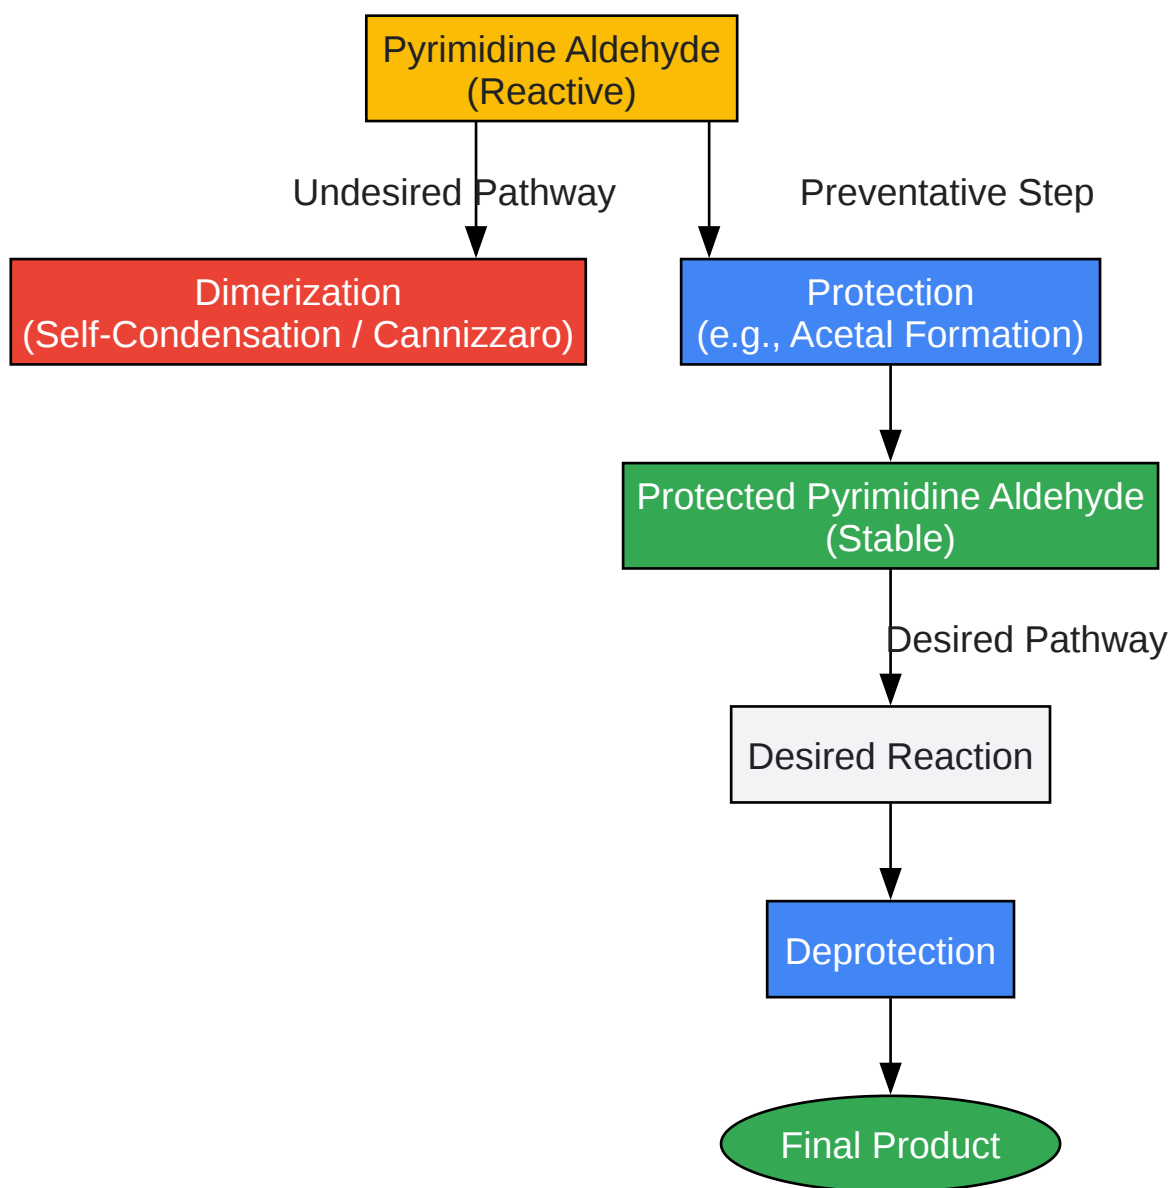 Pyrimidine Aldehyde
(Reactive)
Undesired Pathway
Preventative Step
Dimerization
(Self-Condensation / Cannizzaro)
Protection
(e.g., Acetal Formation)
Protected Pyrimidine Aldehyde
(Stable)
Desired Pathway
Desired Reaction
Deprotection
Final Product